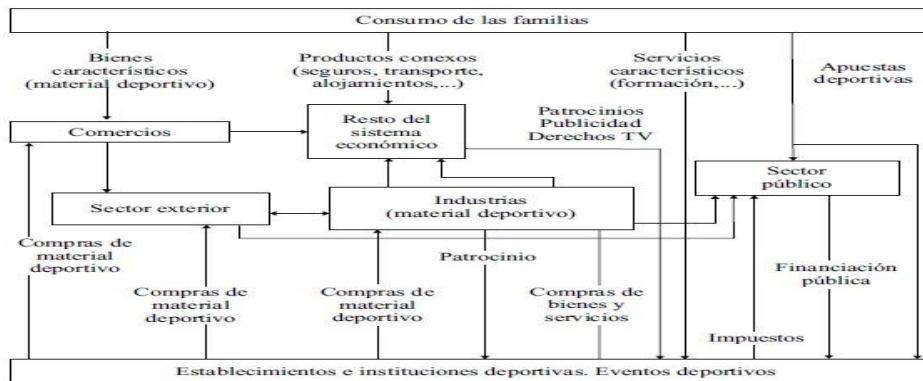 Consumo de las familias
Bienes
característicos
(material deportivo)
Productos conexos
(seguros, transporte,
alojamientos,...)
Servicios
característicos
(formación,...)
Apuestas
deportivas
Comercios
Resto del
sistema
económico
Patrocinios
Publicidad
Derechos TV
Sector
público
Sector exterior
Industrias
(material deportivo)
Compras de
material
deportivo
Compras de
material
deportivo
Compras de
material
deportivo
Patrocinio
Compras de
bienes y
servicios
Financiación
pública
Impuestos
Establecimientos e instituciones deportivas. Eventos deportivos